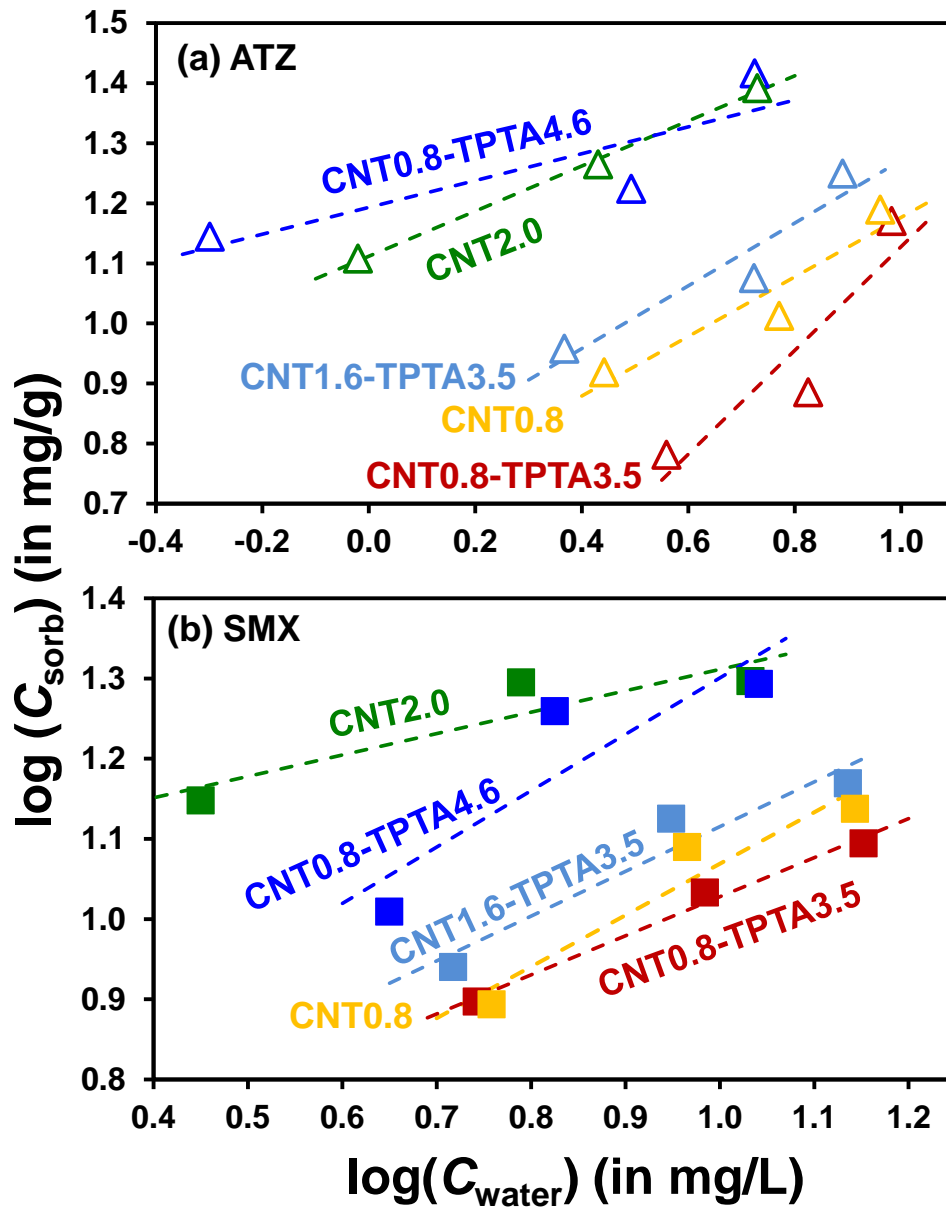 log (C_sorb) (in mg/g)
(a) ATZ
1.5
1.4
1.3
1.2
1.1
1.0
0.9
0.8
0.7
CNT0.8-TPTA4.6
CNT2.0
CNT1.6-TPTA3.5
CNT0.8
CNT0.8-TPTA3.5
-0.4 -0.2 0.0 0.2 0.4 0.6 0.8 1.0
(b) SMX
1.4
1.3
1.2
1.1
1.0
0.9
0.8
CNT2.0
CNT0.8-TPTA4.6
CNT1.6-TPTA3.5
CNT0.8-TPTA3.5
CNT0.8
0.4 0.5 0.6 0.7 0.8 0.9 1.0 1.1 1.2
log(C_water) (in mg/L)